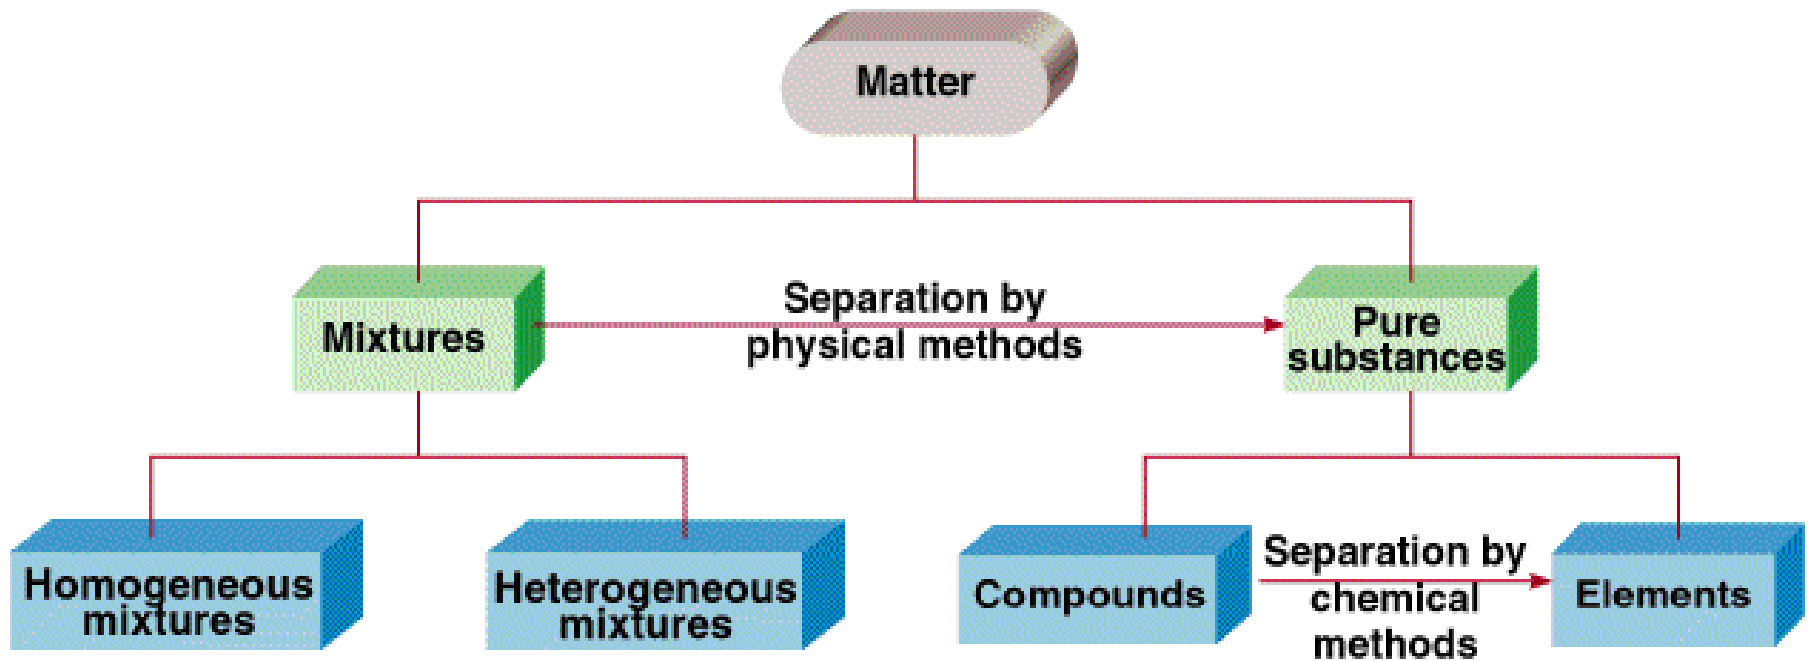 Matter
Separation by
physical methods
Mixtures
Pure
substances
Homogeneous
mixtures
Heterogeneous
mixtures
Compounds
Separation by
chemical
methods
Elements